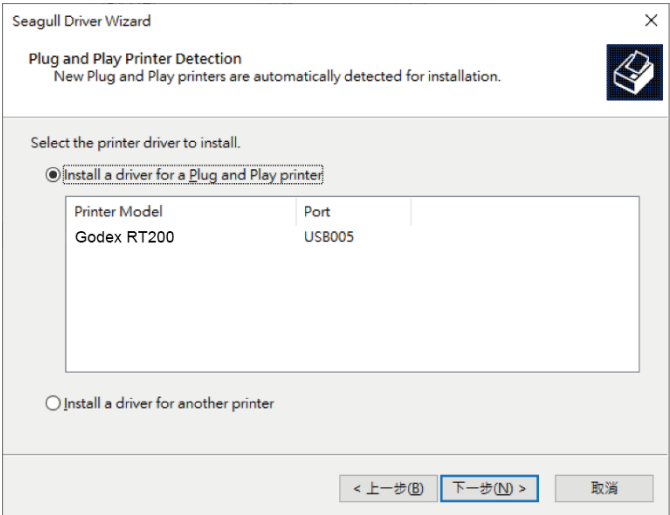 Seagull Driver Wizard
Plug and Play Printer Detection
New Plug and Play printers are automatically detected for installation.
Select the printer driver to install.
Install a driver for a Plug and Play printer
Printer Model Port
Godex RT200 USB005
Install a driver for another printer
< 上一步(B) 下一步(N) > 取消